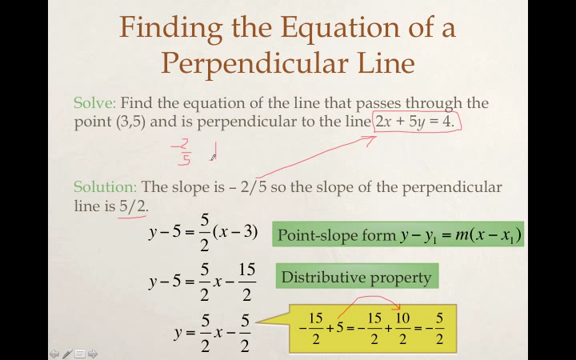 Finding the Equation of a
Perpendicular Line
Solve: Find the equation of the line that passes through the
point (3,5) and is perpendicular to the line 2x + 5y = 4.
-2/5
Solution: The slope is – 2/5 so the slope of the perpendicular
line is 5/2.
y − 5 = 5/2 (x − 3)
Point-slope form y − y₁ = m(x − x₁)
y − 5 = 5/2 x − 15/2
Distributive property
y = 5/2 x − 5/2
− 15/2 + 5 = − 15/2 + 10/2 = − 5/2